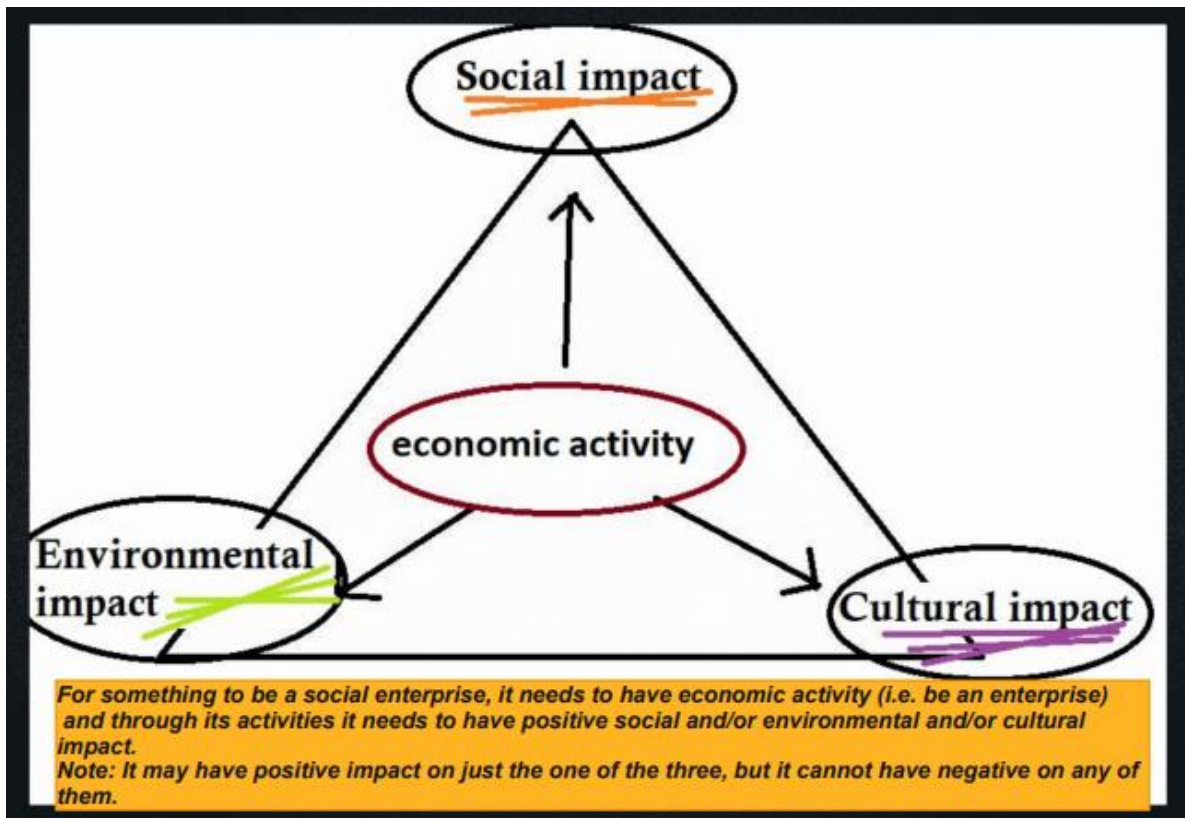 Social impact
economic activity
Environmental
impact
Cultural impact
For something to be a social enterprise, it needs to have economic activity (i.e. be an enterprise)
and through its activities it needs to have positive social and/or environmental and/or cultural
impact.
Note: It may have positive impact on just the one of the three, but it cannot have negative on any of
them.